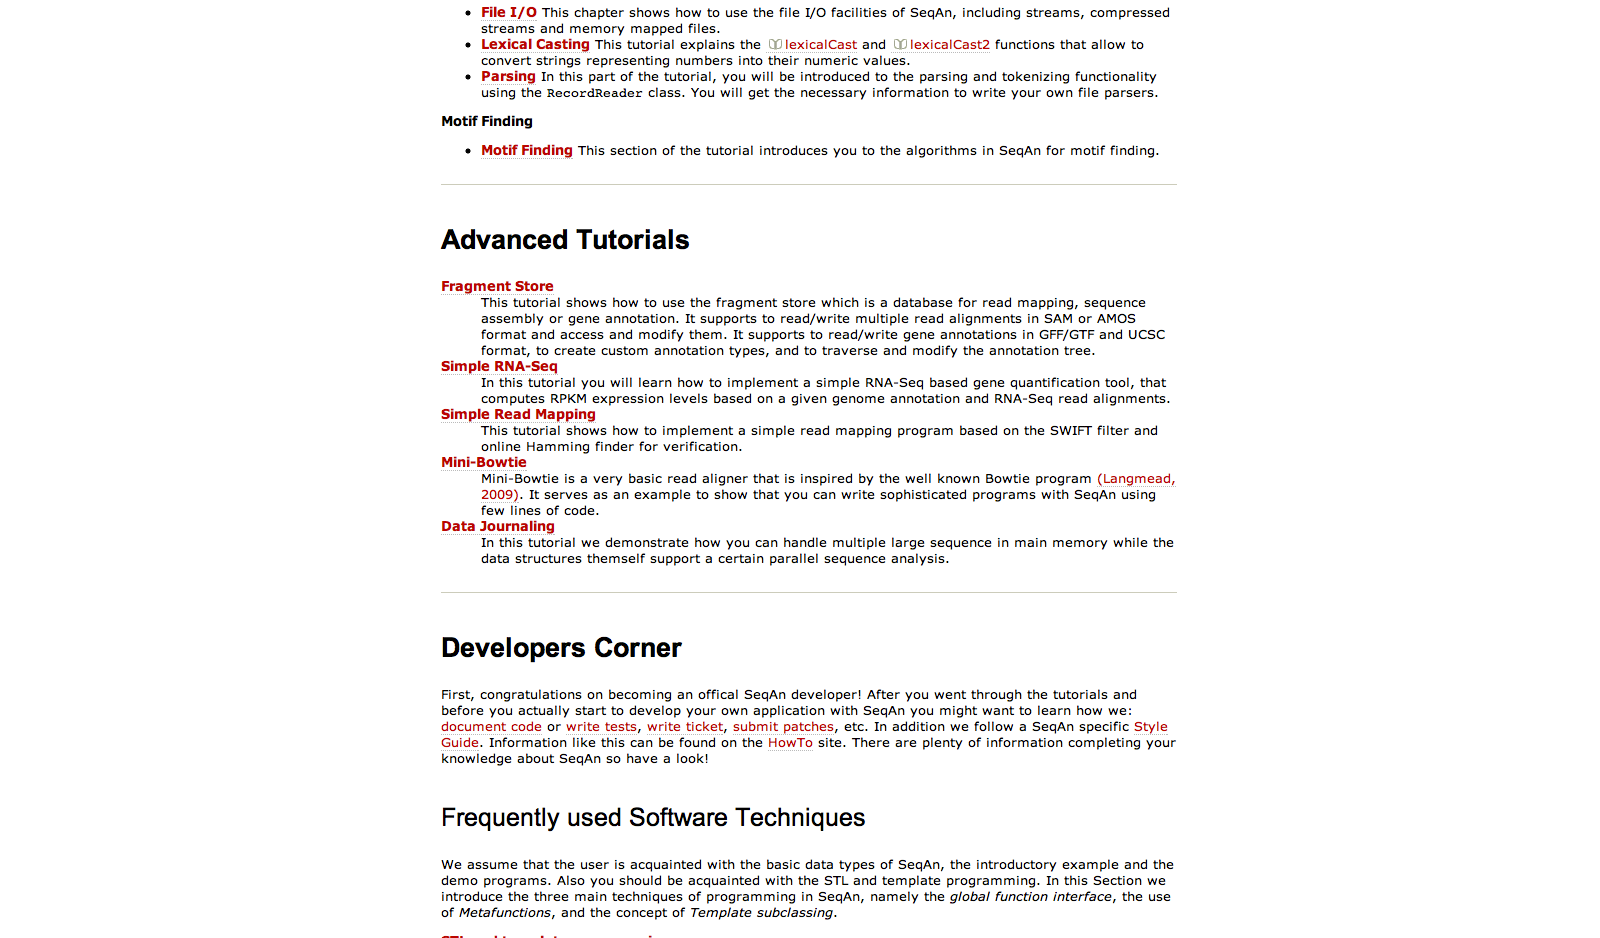 • File I/O This chapter shows how to use the file I/O facilities of SeqAn, including streams, compressed
streams and memory mapped files.
• Lexical Casting This tutorial explains the lexicalCast and lexicalCast2 functions that allow to
convert strings representing numbers into their numeric values.
• Parsing In this part of the tutorial, you will be introduced to the parsing and tokenizing functionality
using the RecordReader class. You will get the necessary information to write your own file parsers.
Motif Finding
• Motif Finding This section of the tutorial introduces you to the algorithms in SeqAn for motif finding.
Advanced Tutorials
Fragment Store
This tutorial shows how to use the fragment store which is a database for read mapping, sequence
assembly or gene annotation. It supports to read/write multiple read alignments in SAM or AMOS
format and access and modify them. It supports to read/write gene annotations in GFF/GTF and UCSC
format, to create custom annotation types, and to traverse and modify the annotation tree.
Simple RNA-Seq
In this tutorial you will learn how to implement a simple RNA-Seq based gene quantification tool, that
computes RPKM expression levels based on a given genome annotation and RNA-Seq read alignments.
Simple Read Mapping
This tutorial shows how to implement a simple read mapping program based on the SWIFT filter and
online Hamming finder for verification.
Mini-Bowtie
Mini-Bowtie is a very basic read aligner that is inspired by the well known Bowtie program (Langmead,
2009). It serves as an example to show that you can write sophisticated programs with SeqAn using
few lines of code.
Data Journaling
In this tutorial we demonstrate how you can handle multiple large sequence in main memory while the
data structures themself support a certain parallel sequence analysis.
Developers Corner
First, congratulations on becoming an offical SeqAn developer! After you went through the tutorials and
before you actually start to develop your own application with SeqAn you might want to learn how we:
document code or write tests, write ticket, submit patches, etc. In addition we follow a SeqAn specific Style
Guide. Information like this can be found on the HowTo site. There are plenty of information completing your
knowledge about SeqAn so have a look!
Frequently used Software Techniques
We assume that the user is acquainted with the basic data types of SeqAn, the introductory example and the
demo programs. Also you should be acquainted with the STL and template programming. In this Section we
introduce the three main techniques of programming in SeqAn, namely the global function interface, the use
of Metafunctions, and the concept of Template subclassing.